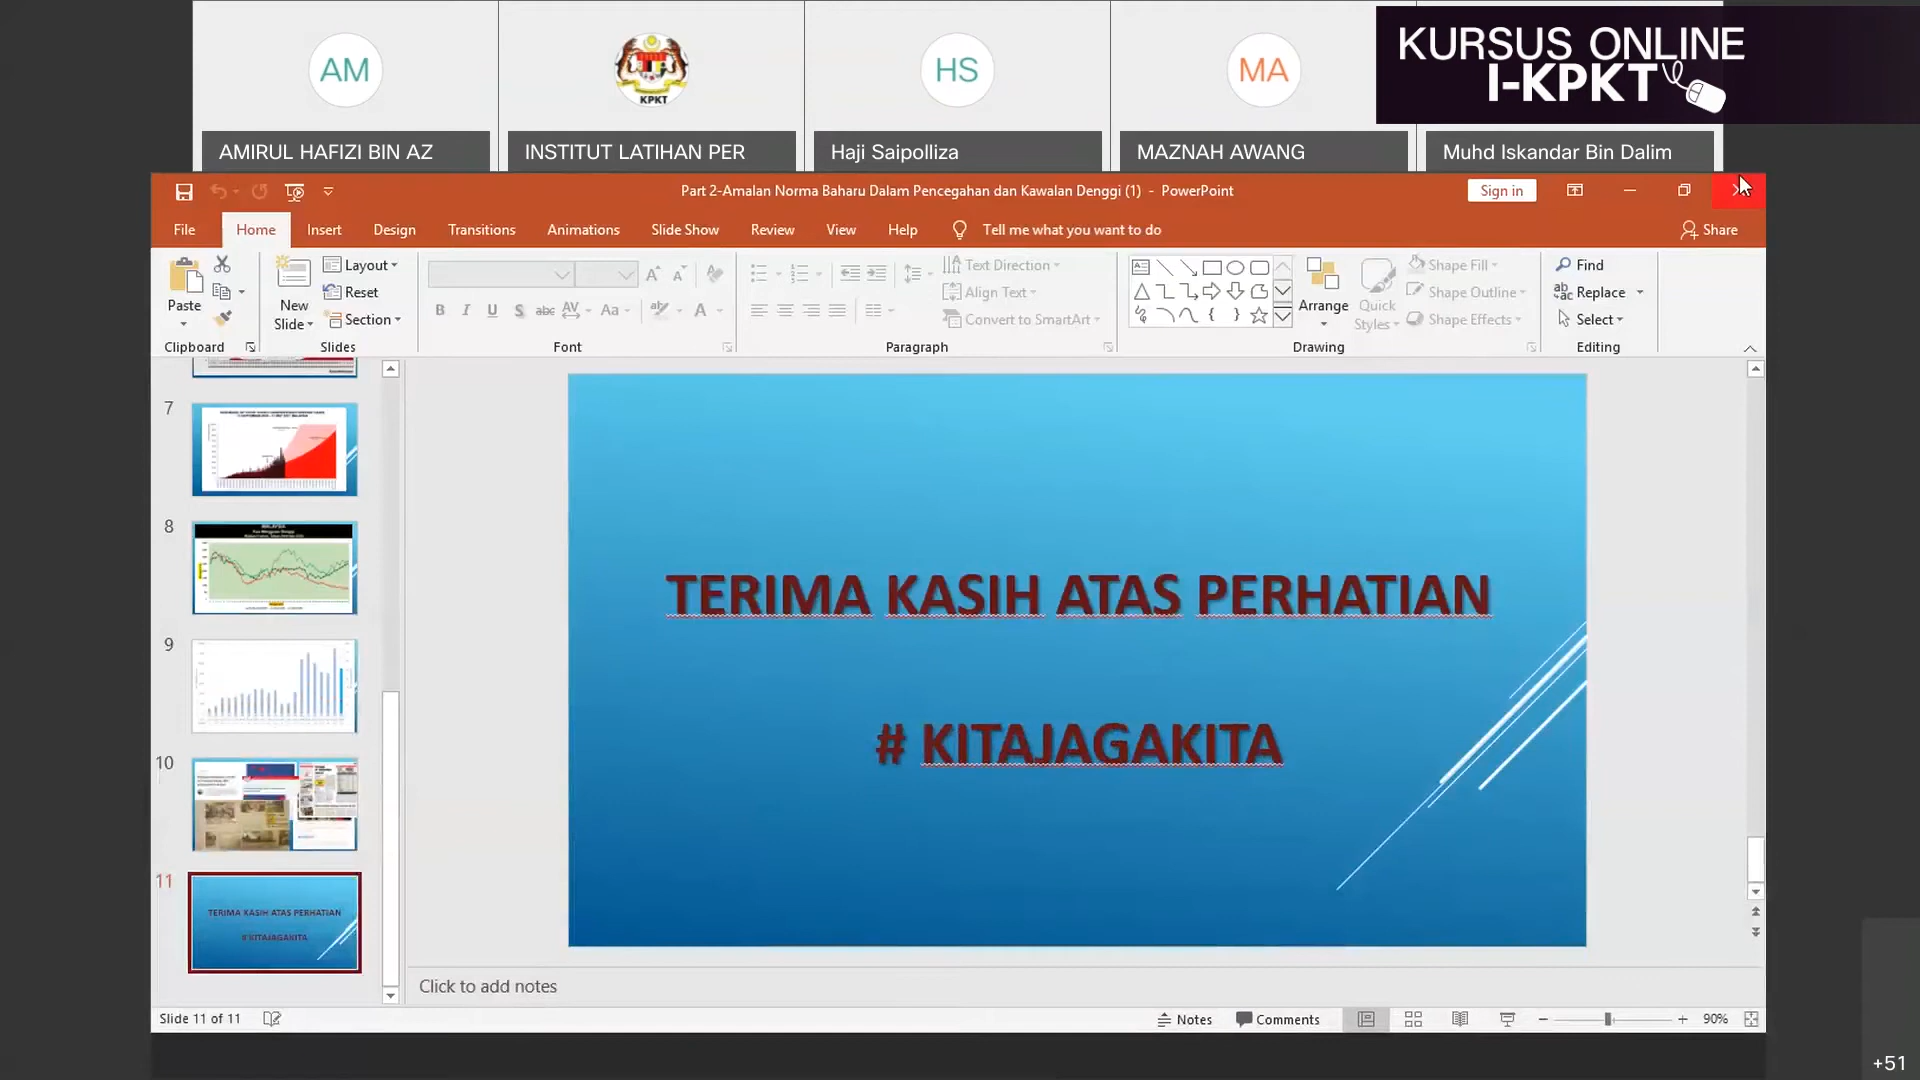 AM
KPKT
HS
MA
KURSUS ONLINE
I-KPKT
AMIRUL HAFIZI BIN AZ
INSTITUT LATIHAN PER
Haji Saipolliza
MAZNAH AWANG
Muhd Iskandar Bin Dalim
Part 2-Amalan Norma Baharu Dalam Pencegahan dan Kawalan Denggi (1) - PowerPoint
Sign in
File
Home
Insert
Design
Transitions
Animations
Slide Show
Review
View
Help
Tell me what you want to do
Share
Paste
New
Slide
Layout
Reset
Section
B I U S abc AV Aa A
Text Direction
Align Text
Convert to SmartArt
Arrange
Quick
Styles
Shape Fill
Shape Outline
Shape Effects
Find
Replace
Select
Clipboard
Slides
Font
Paragraph
Drawing
Editing
7
8
9
10
11
TERIMA KASIH ATAS PERHATIAN
# KITAJAGAKITA
TERIMA KASIH ATAS PERHATIAN
# KITAJAGAKITA
Click to add notes
Slide 11 of 11
Notes
Comments
90%
+51